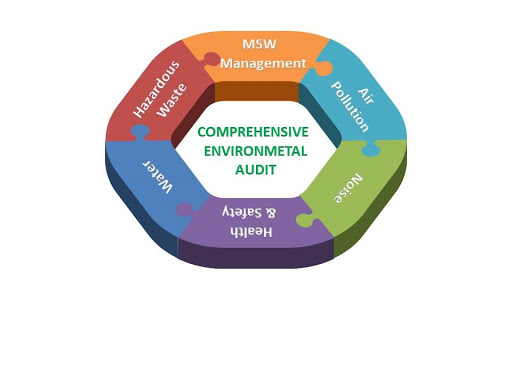 MSW
Management
Air
Pollution
Noise
Health
& Safety
Water
Hazardous
Waste
COMPREHENSIVE
ENVIRONMETAL
AUDIT